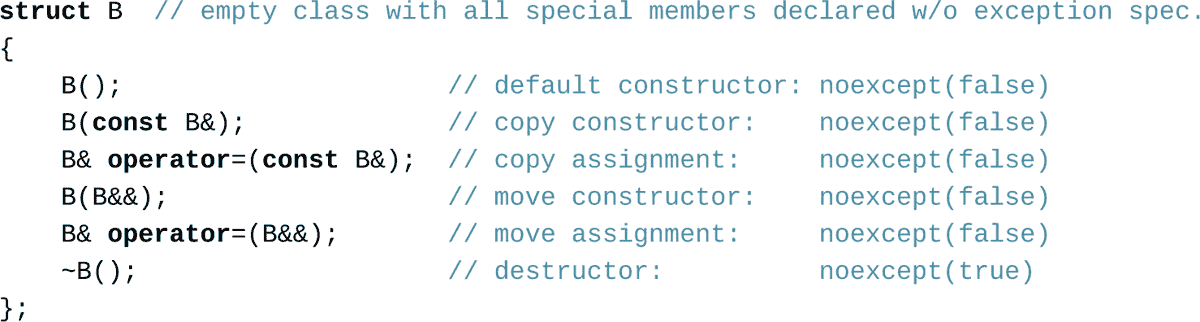 struct B  // empty class with all special members declared w/o exception spec.
{
    B();                     // default constructor: noexcept(false)
    B(const B&);             // copy constructor:    noexcept(false)
    B& operator=(const B&);  // copy assignment:     noexcept(false)
    B(B&&);                  // move constructor:    noexcept(false)
    B& operator=(B&&);       // move assignment:     noexcept(false)
    ~B();                    // destructor:          noexcept(true)
};